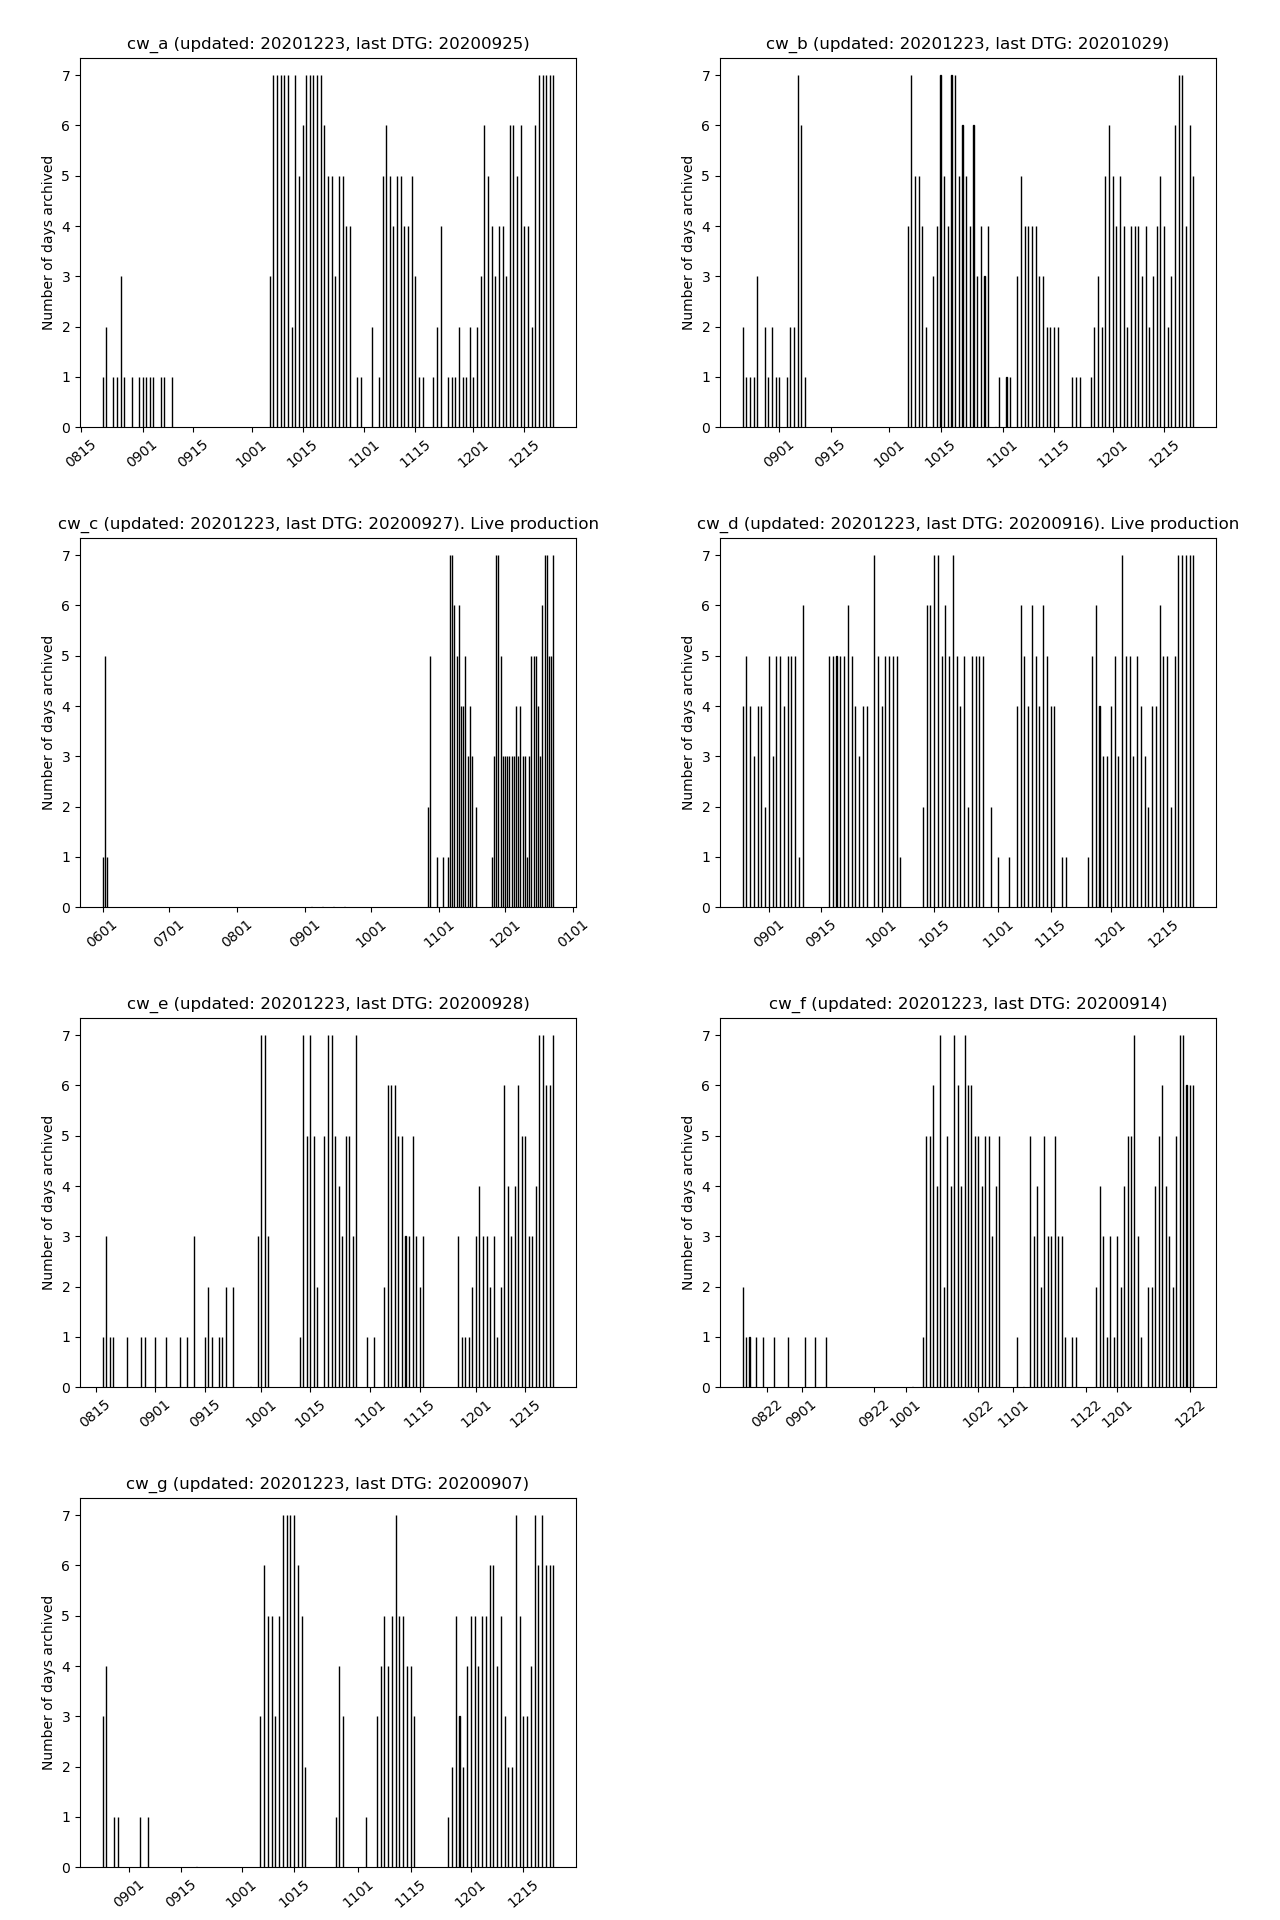 cw_a (updated: 20201223, last DTG: 20200925)
Number of days archived
7
6
5
4
3
2
1
0
0815 0901 0915 1001 1015 1101 1115 1201 1215
cw_b (updated: 20201223, last DTG: 20201029)
Number of days archived
7
6
5
4
3
2
1
0
0901 0915 1001 1015 1101 1115 1201 1215
cw_c (updated: 20201223, last DTG: 20200927). Live production
Number of days archived
7
6
5
4
3
2
1
0
0601 0701 0801 0901 1001 1101 1201 0101
cw_d (updated: 20201223, last DTG: 20200916). Live production
Number of days archived
7
6
5
4
3
2
1
0
0901 0915 1001 1015 1101 1115 1201 1215
cw_e (updated: 20201223, last DTG: 20200928)
Number of days archived
7
6
5
4
3
2
1
0
0815 0901 0915 1001 1015 1101 1115 1201 1215
cw_f (updated: 20201223, last DTG: 20200914)
Number of days archived
7
6
5
4
3
2
1
0
0822 0901 0922 1001 1022 1101 1122 1201 1222
cw_g (updated: 20201223, last DTG: 20200907)
Number of days archived
7
6
5
4
3
2
1
0
0901 0915 1001 1015 1101 1115 1201 1215